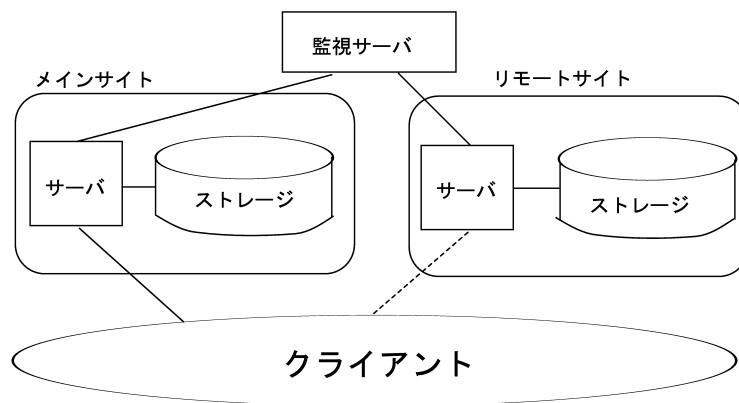 監視サーバ
メインサイト
リモートサイト
サーバ
ストレージ
サーバ
ストレージ
クライアント